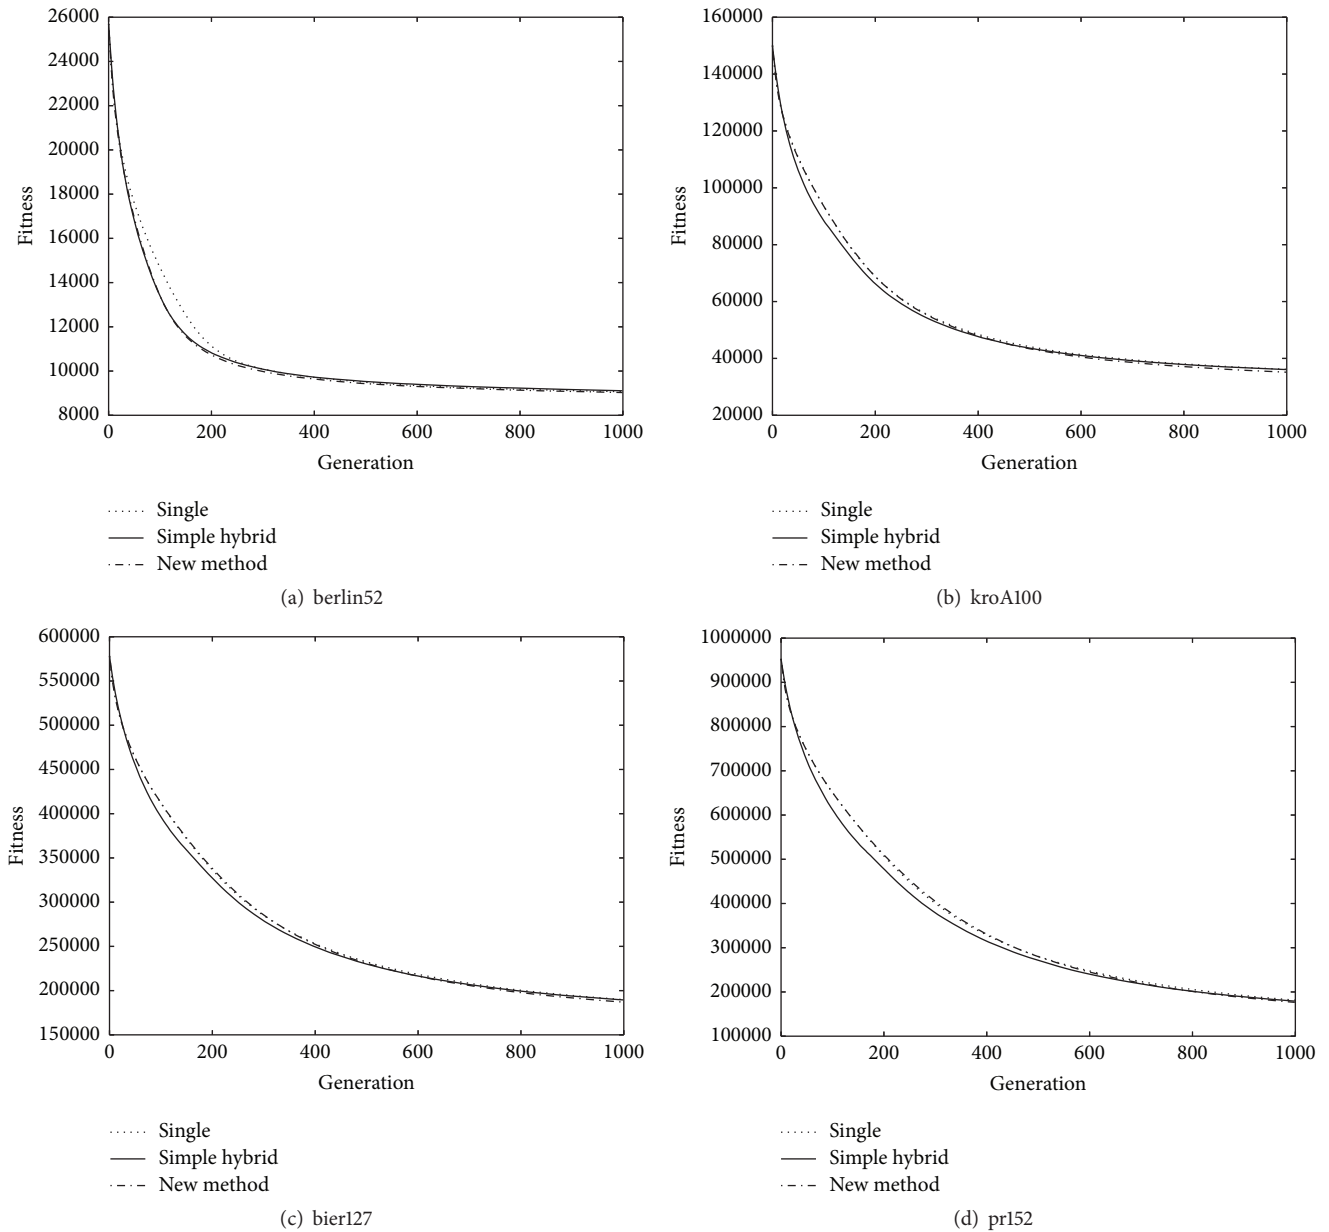 26000
24000
22000
20000
18000
16000
14000
12000
10000
8000
Fitness
0 200 400 600 800 1000
Generation
Single
Simple hybrid
New method
(a) berlin52
160000
140000
120000
100000
80000
60000
40000
20000
Fitness
0 200 400 600 800 1000
Generation
Single
Simple hybrid
New method
(b) kroA100
600000
550000
500000
450000
400000
350000
300000
250000
200000
150000
Fitness
0 200 400 600 800 1000
Generation
Single
Simple hybrid
New method
(c) bier127
1000000
900000
800000
700000
600000
500000
400000
300000
200000
100000
Fitness
0 200 400 600 800 1000
Generation
Single
Simple hybrid
New method
(d) pr152